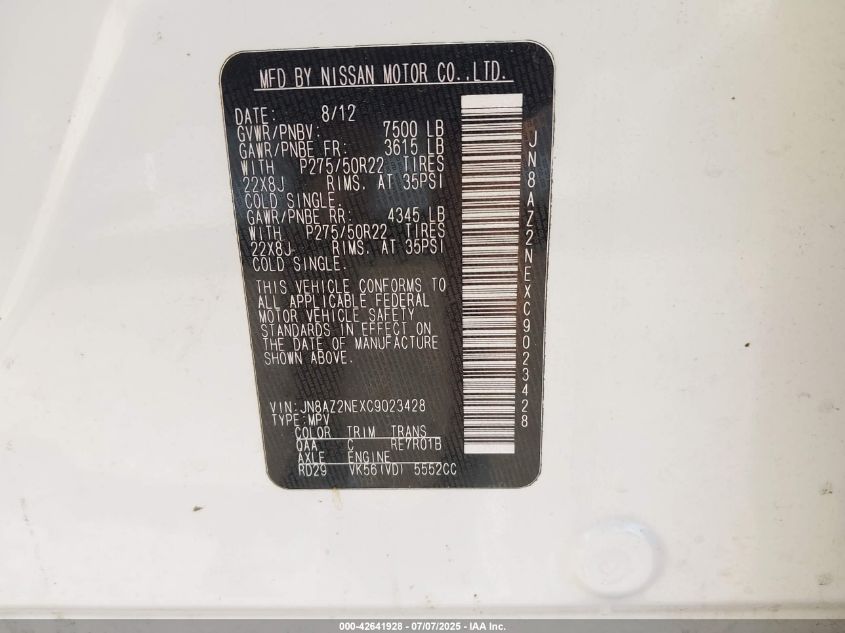 MFD BY NISSAN MOTOR CO.,LTD.
DATE: 8/12
GVWR/PNBV: 7500 LB
GAWR/PNBE FR: 3615 LB
WITH P275/50R22 TIRES
22X8J RIMS. AT 35PSI
COLD SINGLE.
GAWR/PNBE RR: 4345 LB
WITH P275/50R22 TIRES
22X8J RIMS. AT 35PSI
COLD SINGLE.
THIS VEHICLE CONFORMS TO
ALL APPLICABLE FEDERAL
MOTOR VEHICLE SAFETY
STANDARDS IN EFFECT ON
THE DATE OF MANUFACTURE
SHOWN ABOVE.
VIN:JN8AZ2NEXC9023428
TYPE:MPV
COLOR TRIM TRANS
QAA C RE7R01B
AXLE ENGINE
RD29 VK56(VD) 5552CC
JN8AZ2NEXC9023428
000-42641928 - 07/07/2025 - IAA Inc.